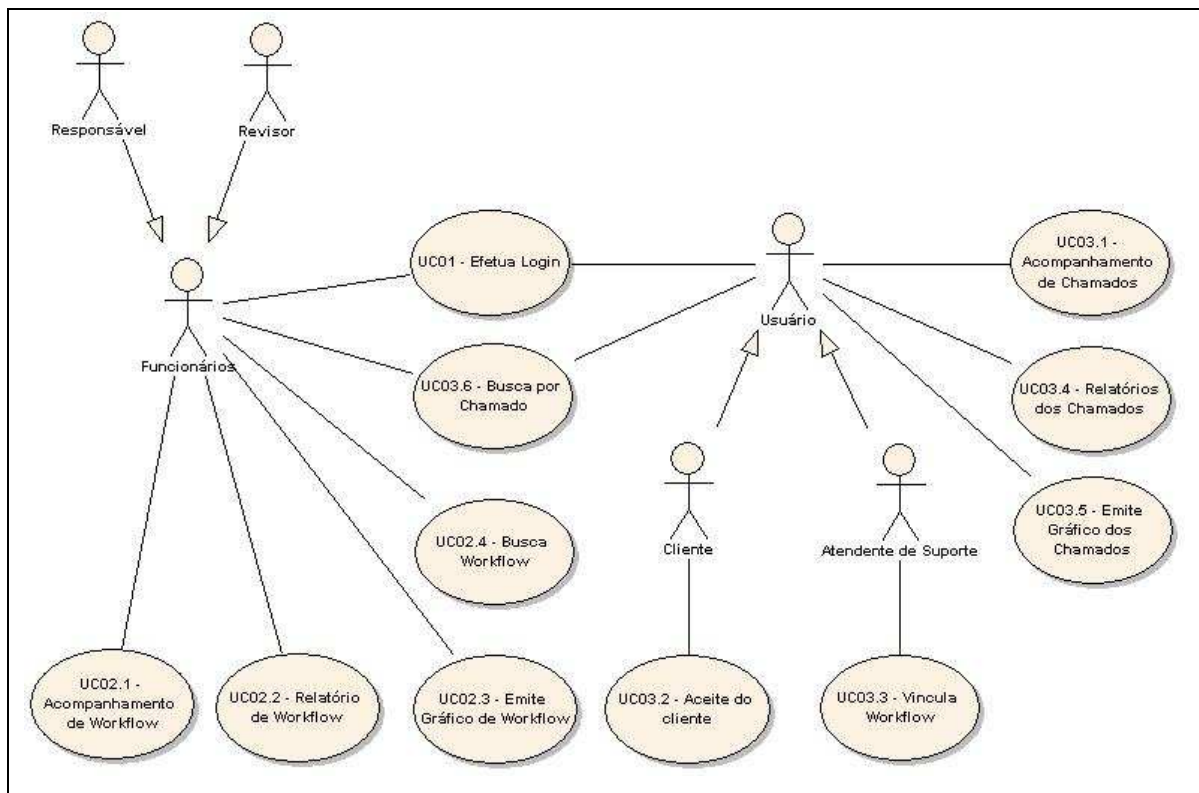 Responsável
Revisor
UC01 - Efetua Login
UC03.1 -
Acompanhamento
de Chamados
Usuário
Funcionários
UC03.6 - Busca por
Chamado
UC03.4 - Relatórios
dos Chamados
UC02.4 - Busca
Workflow
Cliente
Atendente de Suporte
UC03.5 - Emite
Gráfico dos
Chamados
UC02.1 -
Acompanhamento
de Workflow
UC02.2 - Relatório
de Workflow
UC02.3 - Emite
Gráfico de Workflow
UC03.2 - Aceite do
cliente
UC03.3 - Vincula
Workflow